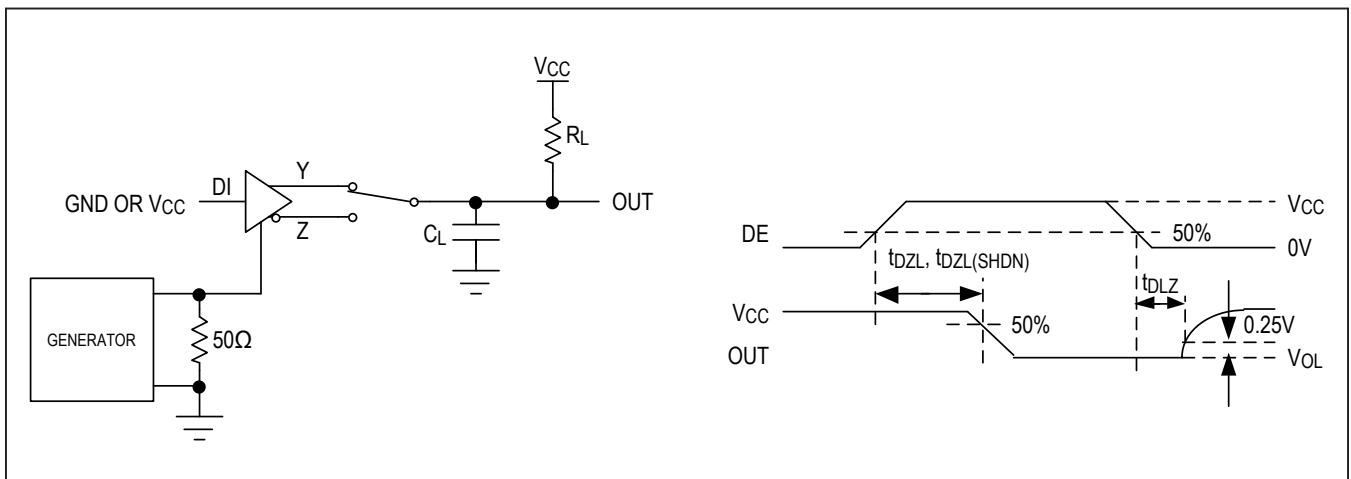 VCC
RL
Y
DI
GND OR VCC
OUT
Z
CL
GENERATOR
50Ω
VCC
DE
50%
0V
tDZL, tDZL(SHDN)
tDLZ
VCC
50%
0.25V
OUT
VOL